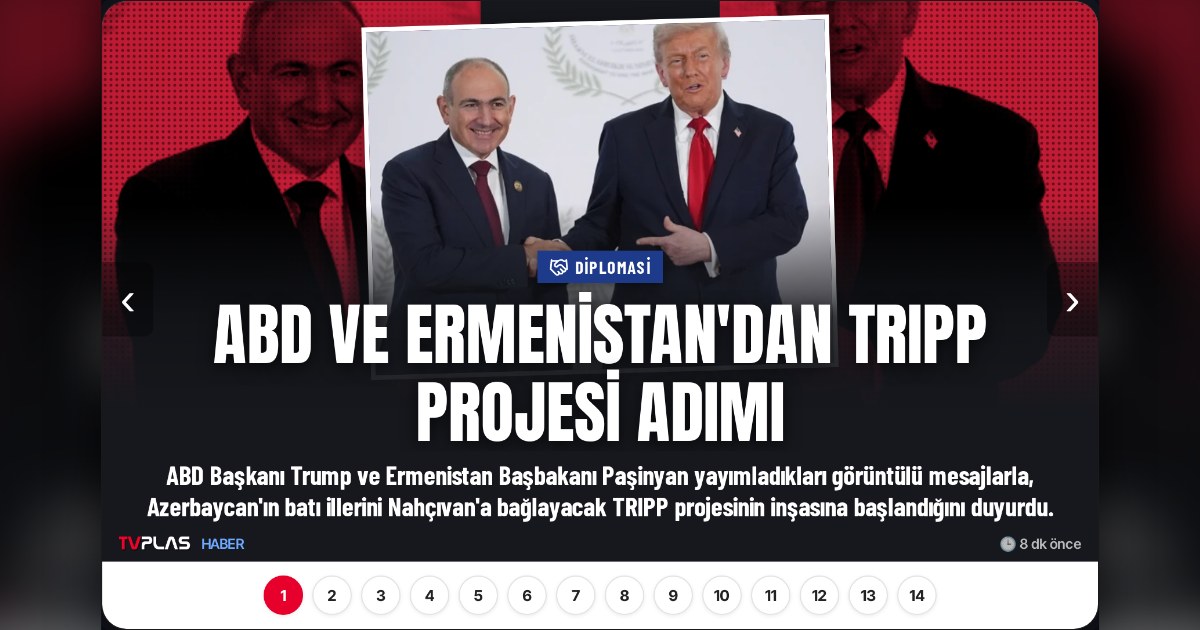 DİPLOMASİ
ABD VE ERMENİSTAN'DAN TRIPP
PROJESİ ADIMI
ABD Başkanı Trump ve Ermenistan Başbakanı Paşinyan yayımladıkları görüntülü mesajlarla,
Azerbaycan'ın batı illerini Nahçıvan'a bağlayacak TRIPP projesinin inşasına başlandığını duyurdu.
TVPLAS HABER
8 dk önce
1 2 3 4 5 6 7 8 9 10 11 12 13 14